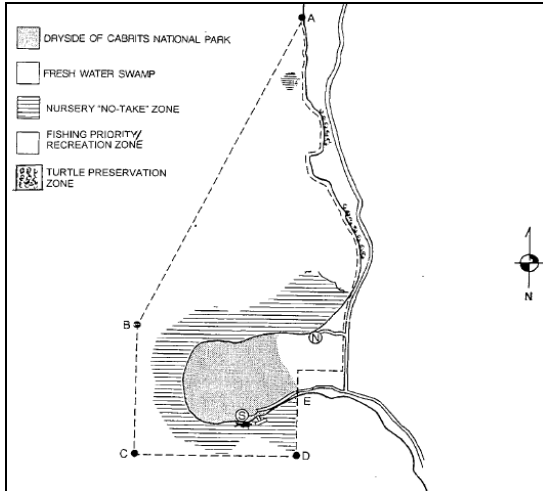 A
DRYSIDE OF CABRITS NATIONAL PARK
FRESH WATER SWAMP
NURSERY "NO-TAKE" ZONE
FISHING PRIORITY/
RECREATION ZONE
TURTLE PRESERVATION
ZONE
N
B
N
E
S
C
D